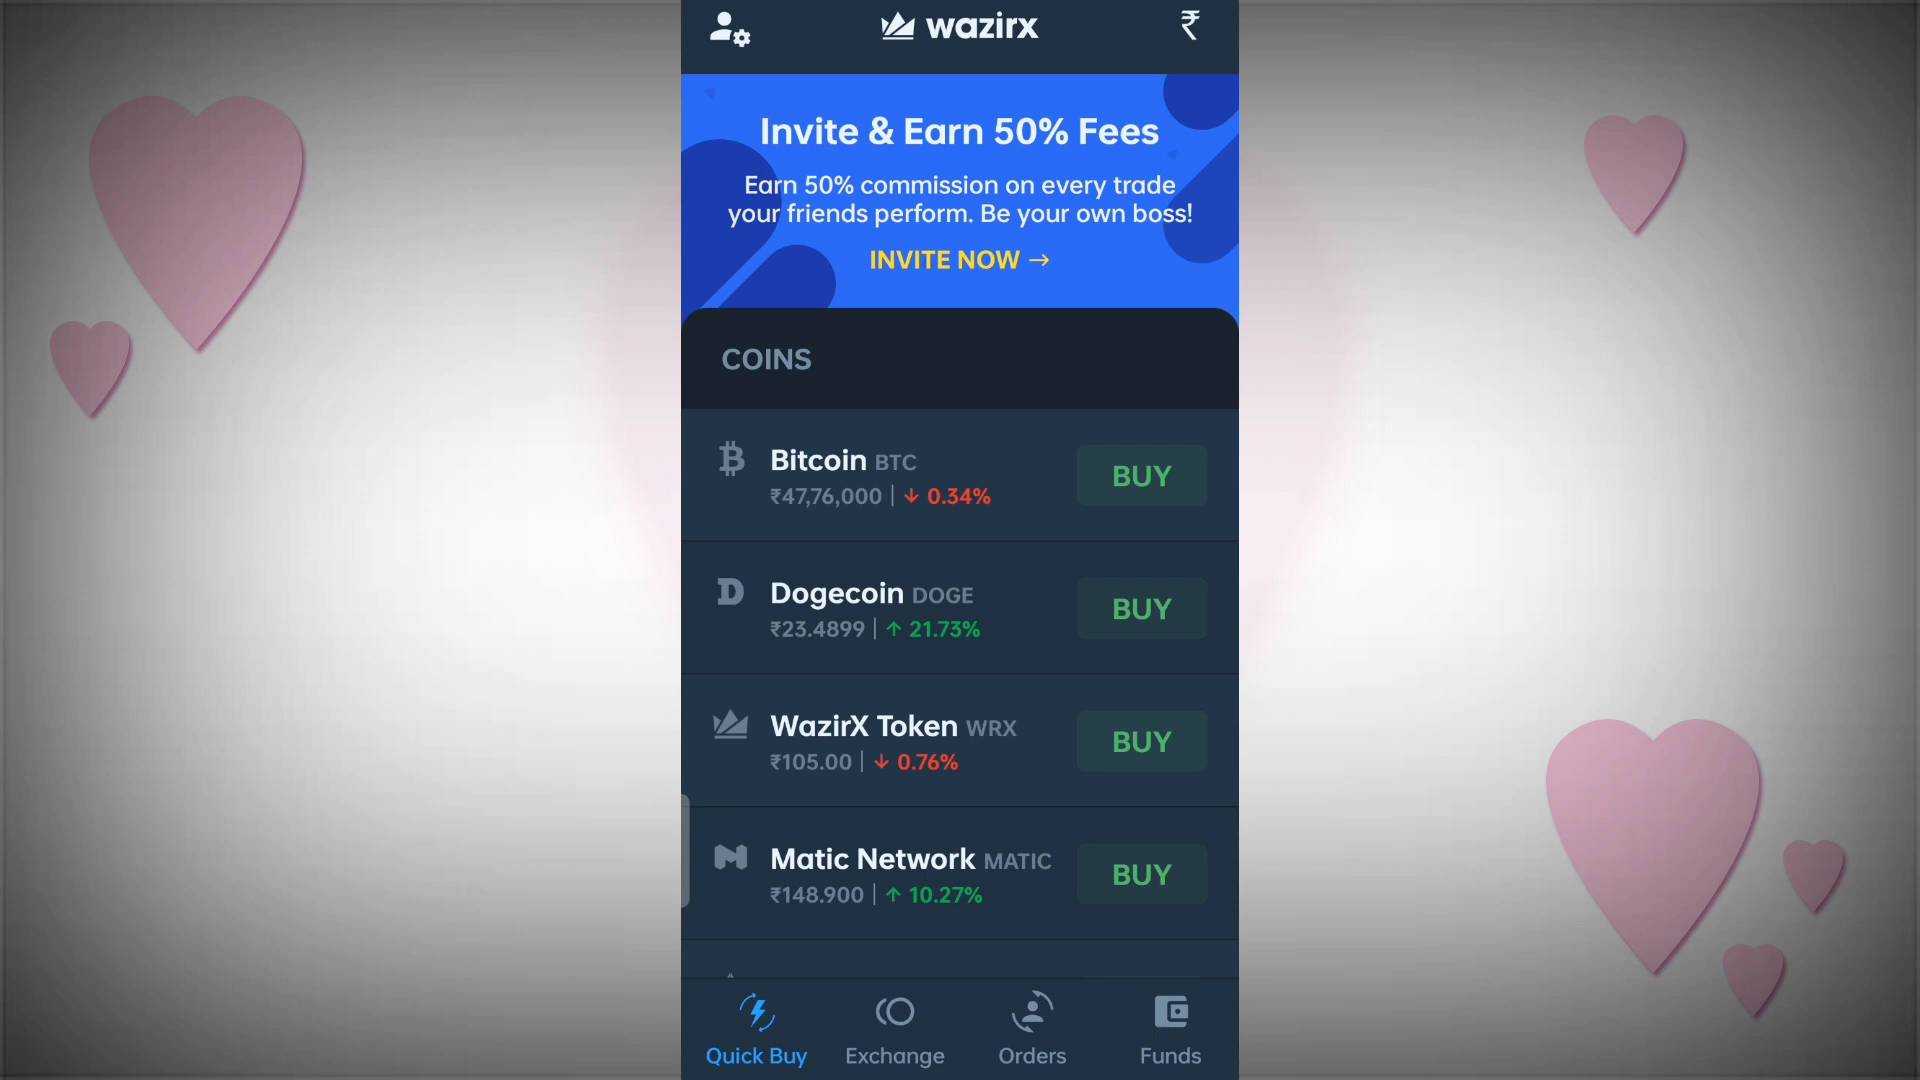 wazirx
₹
Invite & Earn 50% Fees
Earn 50% commission on every trade
your friends perform. Be your own boss!
INVITE NOW →
COINS
Bitcoin BTC
₹47,76,000 | ↓ 0.34%
BUY
Dogecoin DOGE
₹23.4899 | ↑ 21.73%
BUY
WazirX Token WRX
₹105.00 | ↓ 0.76%
BUY
Matic Network MATIC
₹148.900 | ↑ 10.27%
BUY
Quick Buy Exchange Orders Funds